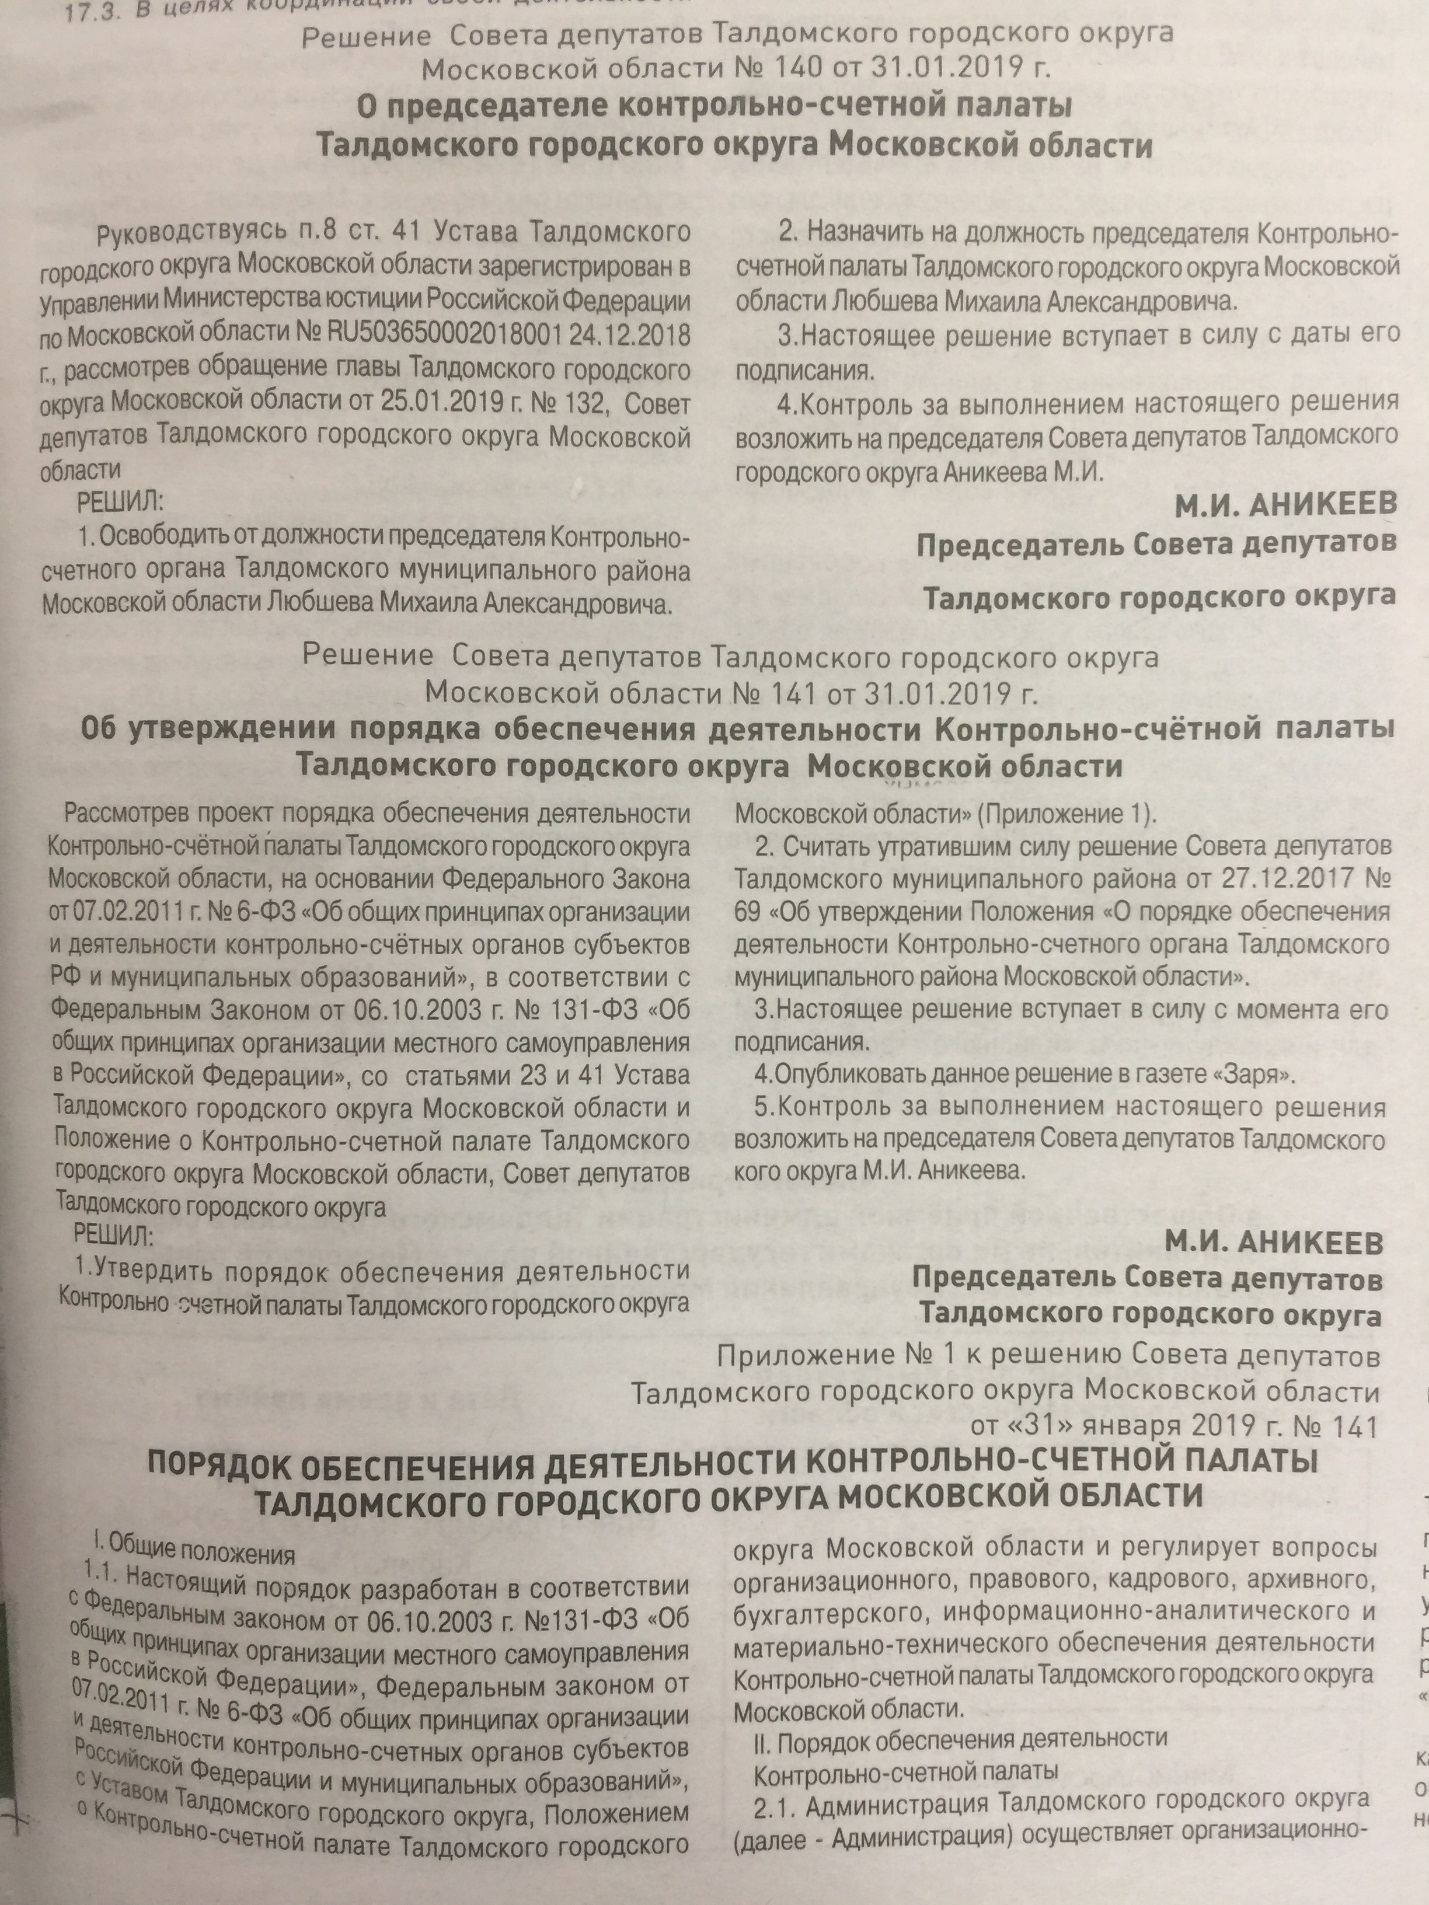 17.3. В целях координации своей деятельности
Решение Совета депутатов Талдомского городского округа
Московской области № 140 от 31.01.2019 г.
О председателе контрольно-счетной палаты
Талдомского городского округа Московской области
Руководствуясь п.8 ст. 41 Устава Талдомского
городского округа Московской области зарегистрирован в
Управлении Министерства юстиции Российской Федерации
по Московской области № RU503650002018001 24.12.2018
г., рассмотрев обращение главы Талдомского городского
округа Московской области от 25.01.2019 г. № 132, Совет
депутатов Талдомского городского округа Московской
области
РЕШИЛ:
1. Освободить от должности председателя Контрольно-
счетного органа Талдомского муниципального района
Московской области Любшева Михаила Александровича.
2. Назначить на должность председателя Контрольно-
счетной палаты Талдомского городского округа Московской
области Любшева Михаила Александровича.
3.Настоящее решение вступает в силу с даты его
подписания.
4.Контроль за выполнением настоящего решения
возложить на председателя Совета депутатов Талдомского
городского округа Аникеева М.И.
М.И. АНИКЕЕВ
Председатель Совета депутатов
Талдомского городского округа
Решение Совета депутатов Талдомского городского округа
Московской области № 141 от 31.01.2019 г.
Об утверждении порядка обеспечения деятельности Контрольно-счётной палаты
Талдомского городского округа Московской области
Рассмотрев проект порядка обеспечения деятельности
Контрольно-счётной палаты Талдомского городского округа
Московской области, на основании Федерального Закона
от 07.02.2011 г. № 6-ФЗ «Об общих принципах организации
и деятельности контрольно-счётных органов субъектов
РФ и муниципальных образований», в соответствии с
Федеральным Законом от 06.10.2003 г. № 131-ФЗ «Об
общих принципах организации местного самоуправления
в Российской Федерации», со статьями 23 и 41 Устава
Талдомского городского округа Московской области и
Положение о Контрольно-счетной палате Талдомского
городского округа Московской области, Совет депутатов
Талдомского городского округа
РЕШИЛ:
1.Утвердить порядок обеспечения деятельности
Контрольно счетной палаты Талдомского городского округа
Московской области» (Приложение 1).
2. Считать утратившим силу решение Совета депутатов
Талдомского муниципального района от 27.12.2017 №
69 «Об утверждении Положения «О порядке обеспечения
деятельности Контрольно-счетного органа Талдомского
муниципального района Московской области».
3.Настоящее решение вступает в силу с момента его
подписания.
4.Опубликовать данное решение в газете «Заря».
5.Контроль за выполнением настоящего решения
возложить на председателя Совета депутатов Талдомского
кого округа М.И. Аникеева.
М.И. АНИКЕЕВ
Председатель Совета депутатов
Талдомского городского округа
Приложение № 1 к решению Совета депутатов
Талдомского городского округа Московской области
от «31» января 2019 г. № 141
ПОРЯДОК ОБЕСПЕЧЕНИЯ ДЕЯТЕЛЬНОСТИ КОНТРОЛЬНО-СЧЕТНОЙ ПАЛАТЫ
ТАЛДОМСКОГО ГОРОДСКОГО ОКРУГА МОСКОВСКОЙ ОБЛАСТИ
I. Общие положения
1.1. Настоящий порядок разработан в соответствии
с Федеральным законом от 06.10.2003 г. №131-ФЗ «Об
общих принципах организации местного самоуправления
в Российской Федерации», Федеральным законом от
07.02.2011 г. № 6-ФЗ «Об общих принципах организации
и деятельности контрольно-счетных органов субъектов
Российской Федерации и муниципальных образований»,
с Уставом Талдомского городского округа, Положением
о Контрольно-счетной палате Талдомского городского
округа Московской области и регулирует вопросы
организационного, правового, кадрового, архивного,
бухгалтерского, информационно-аналитического и
материально-технического обеспечения деятельности
Контрольно-счетной палаты Талдомского городского округа
Московской области.
II. Порядок обеспечения деятельности
Контрольно-счетной палаты
2.1. Администрация Талдомского городского округа
(далее - Администрация) осуществляет организационно-